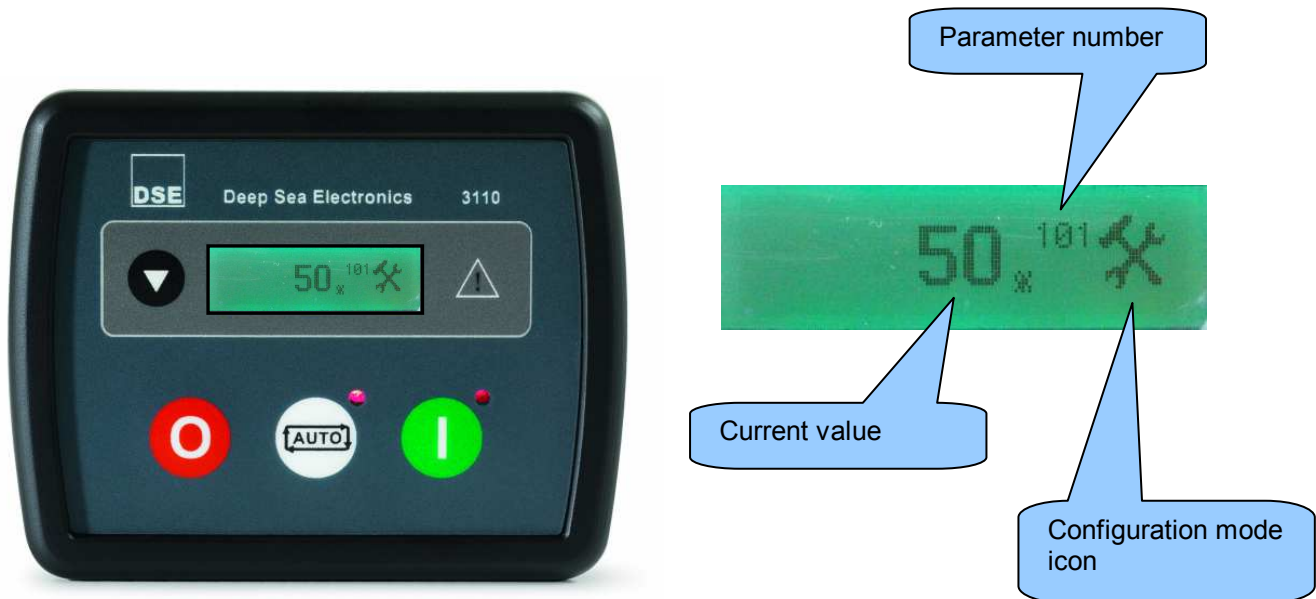 Parameter number
DSE
Deep Sea Electronics 3110
50 % 101
O
AUTO
I
50 % 101
Current value
Configuration mode
icon